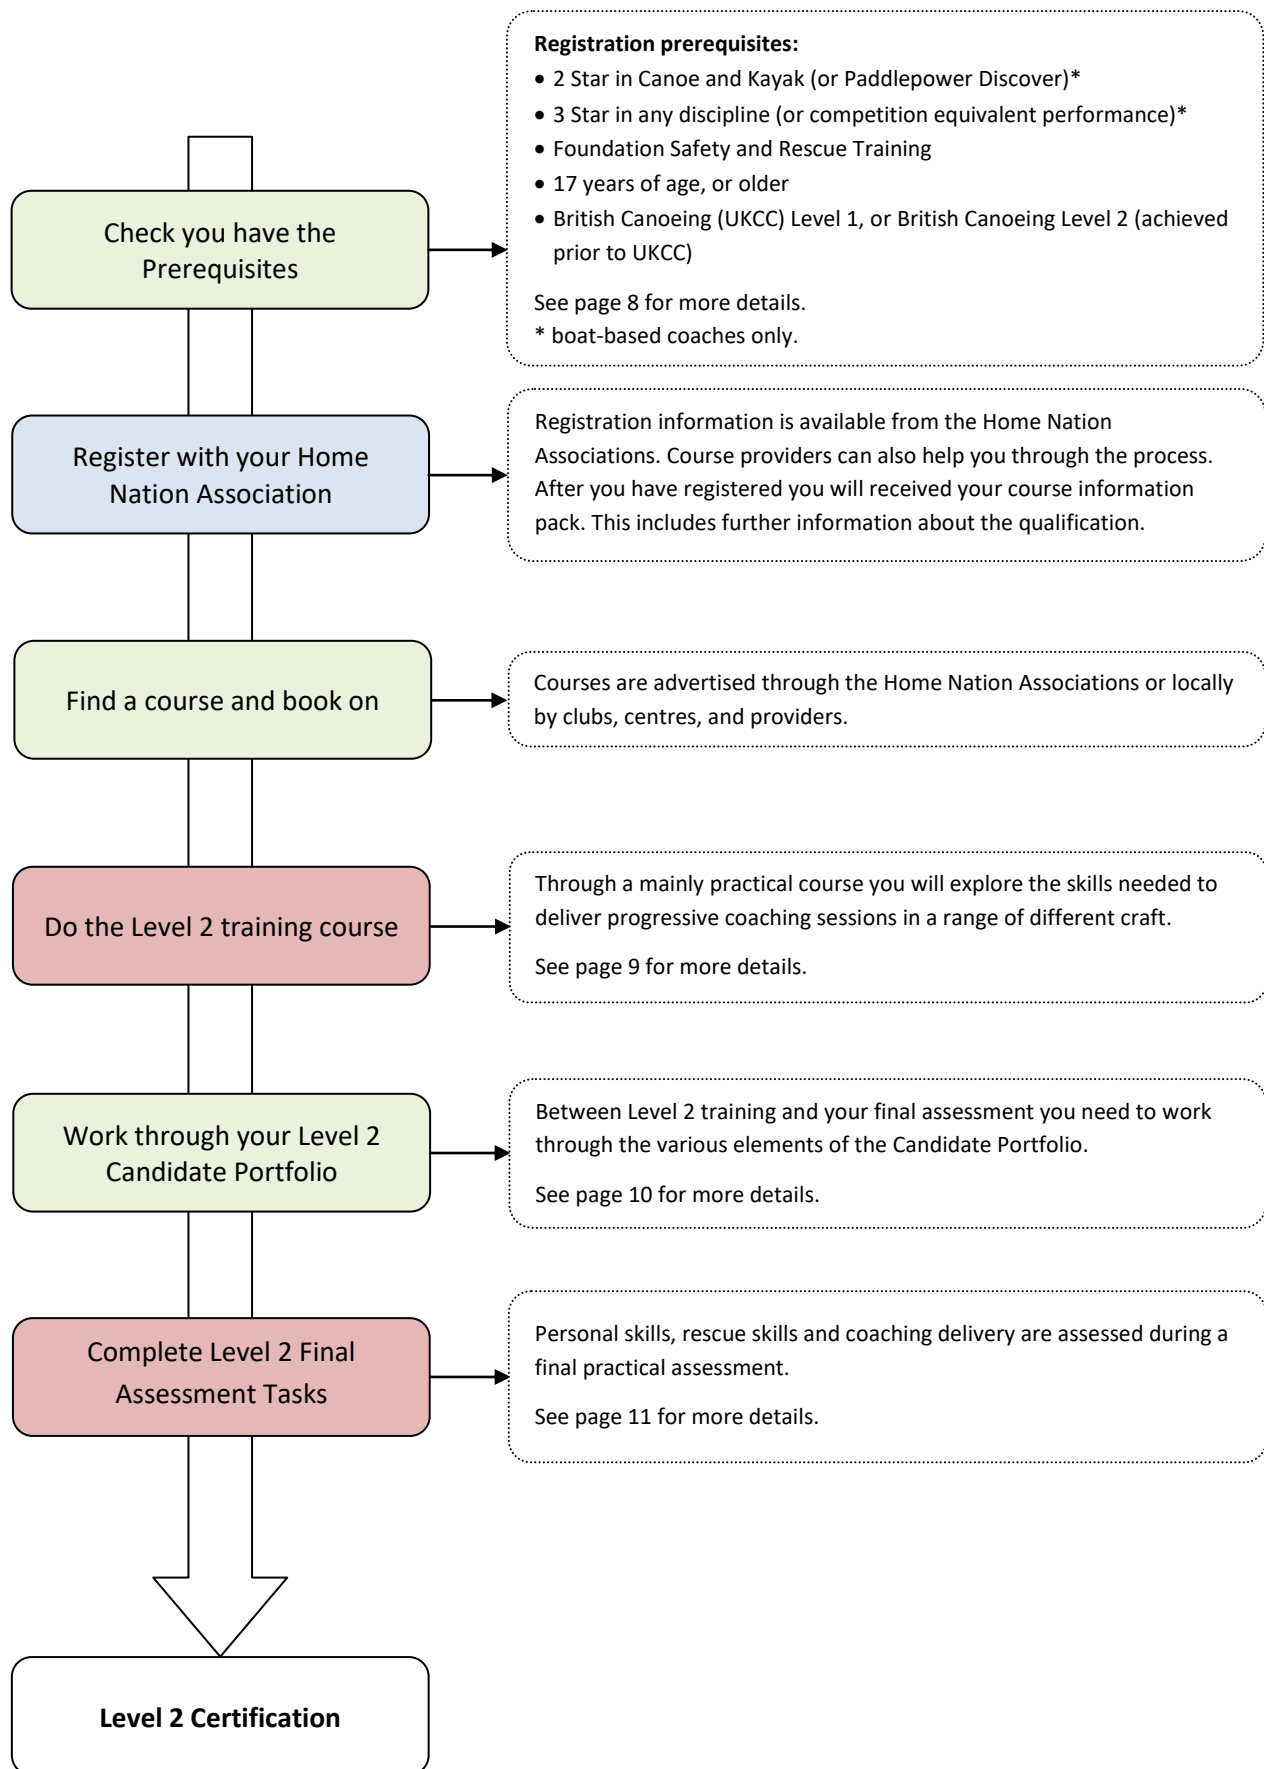 Registration prerequisites:
• 2 Star in Canoe and Kayak (or Paddlepower Discover)*
• 3 Star in any discipline (or competition equivalent performance)*
• Foundation Safety and Rescue Training
• 17 years of age, or older
• British Canoeing (UKCC) Level 1, or British Canoeing Level 2 (achieved
prior to UKCC)
See page 8 for more details.
* boat-based coaches only.
Check you have the
Prerequisites
Register with your Home
Nation Association
Registration information is available from the Home Nation
Associations. Course providers can also help you through the process.
After you have registered you will received your course information
pack. This includes further information about the qualification.
Find a course and book on
Courses are advertised through the Home Nation Associations or locally
by clubs, centres, and providers.
Do the Level 2 training course
Through a mainly practical course you will explore the skills needed to
deliver progressive coaching sessions in a range of different craft.
See page 9 for more details.
Work through your Level 2
Candidate Portfolio
Between Level 2 training and your final assessment you need to work
through the various elements of the Candidate Portfolio.
See page 10 for more details.
Complete Level 2 Final
Assessment Tasks
Personal skills, rescue skills and coaching delivery are assessed during a
final practical assessment.
See page 11 for more details.
Level 2 Certification